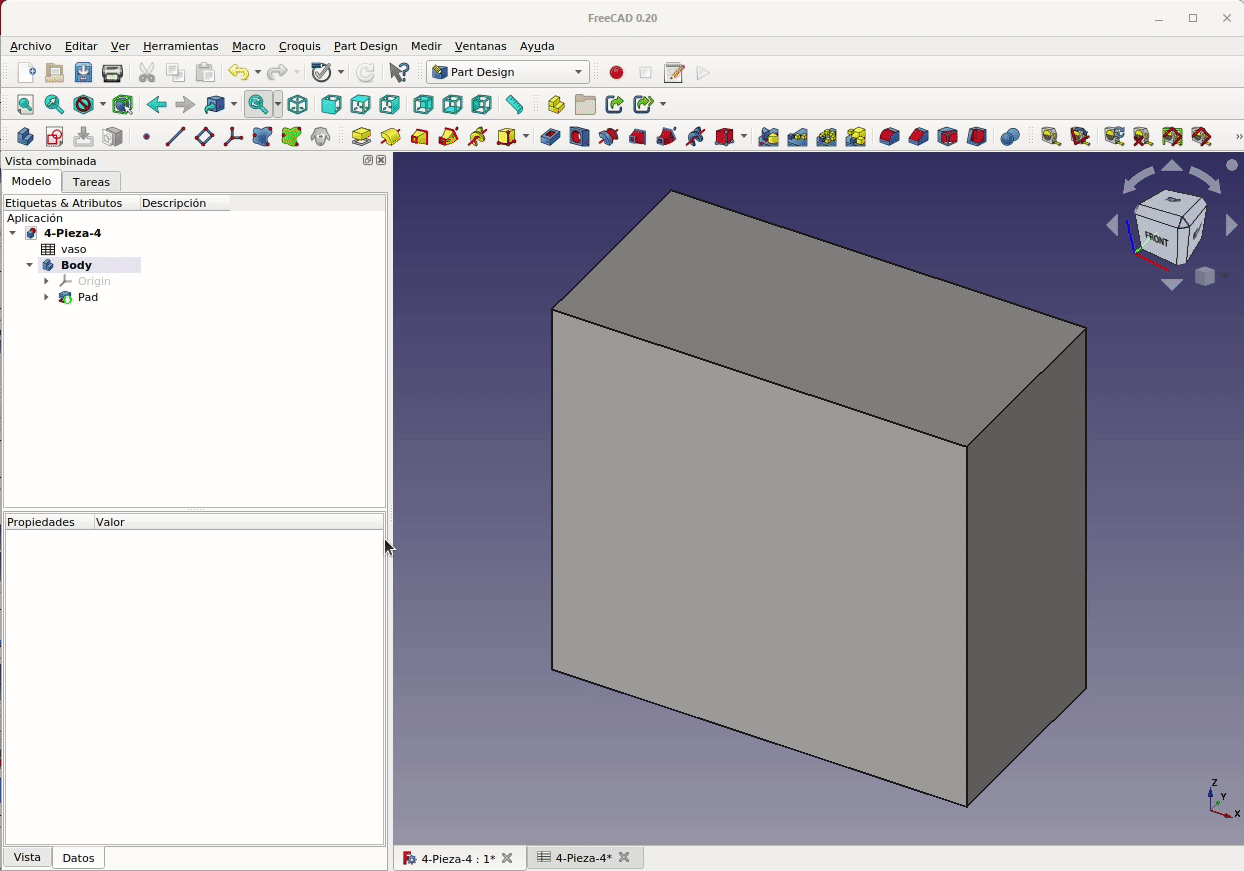 FreeCAD 0.20
Archivo Editar Ver Herramientas Macro Croquis Part Design Medir Ventanas Ayuda
Part Design
Vista combinada
Modelo Tareas
Etiquetas & Atributos Descripción
Aplicación
4-Pieza-4
vaso
Body
Origin
Pad
FRONT
Propiedades Valor
Z
Y
X
Vista Datos
4-Pieza-4 : 1* 4-Pieza-4*